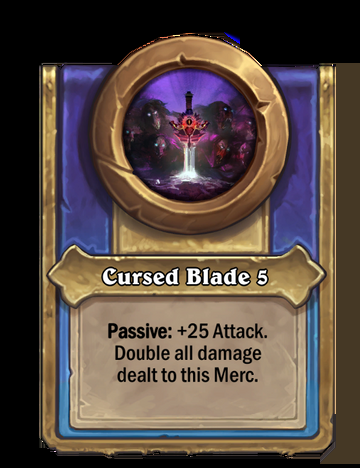 Cursed Blade 5
Passive: +25 Attack.
Double all damage
dealt to this Merc.